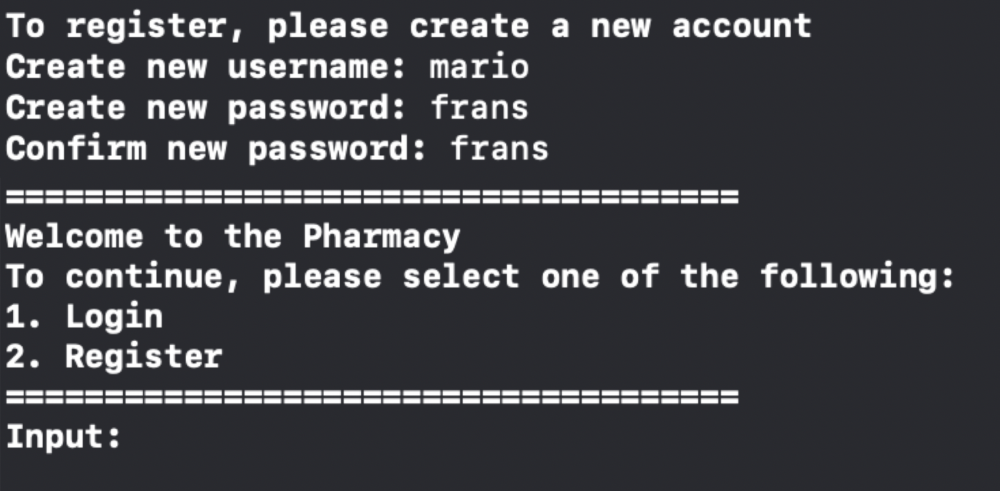 To register, please create a new account
Create new username: mario
Create new password: frans
Confirm new password: frans
=====================================
Welcome to the Pharmacy
To continue, please select one of the following:
1. Login
2. Register
=====================================
Input: